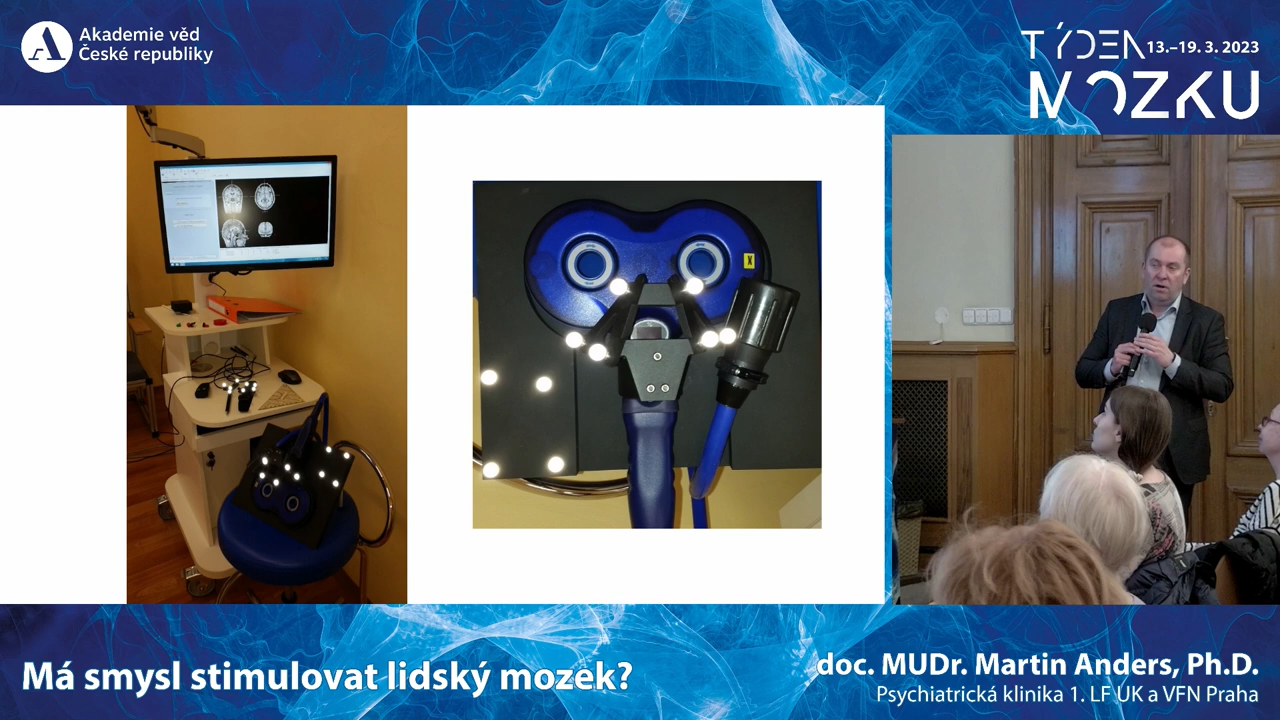 Akademie věd
České republiky
TÝDEN 13.–19. 3. 2023
MOZKU
X
Má smysl stimulovat lidský mozek?
doc. MUDr. Martin Anders, Ph.D.
Psychiatrická klinika 1. LF UK a VFN Praha